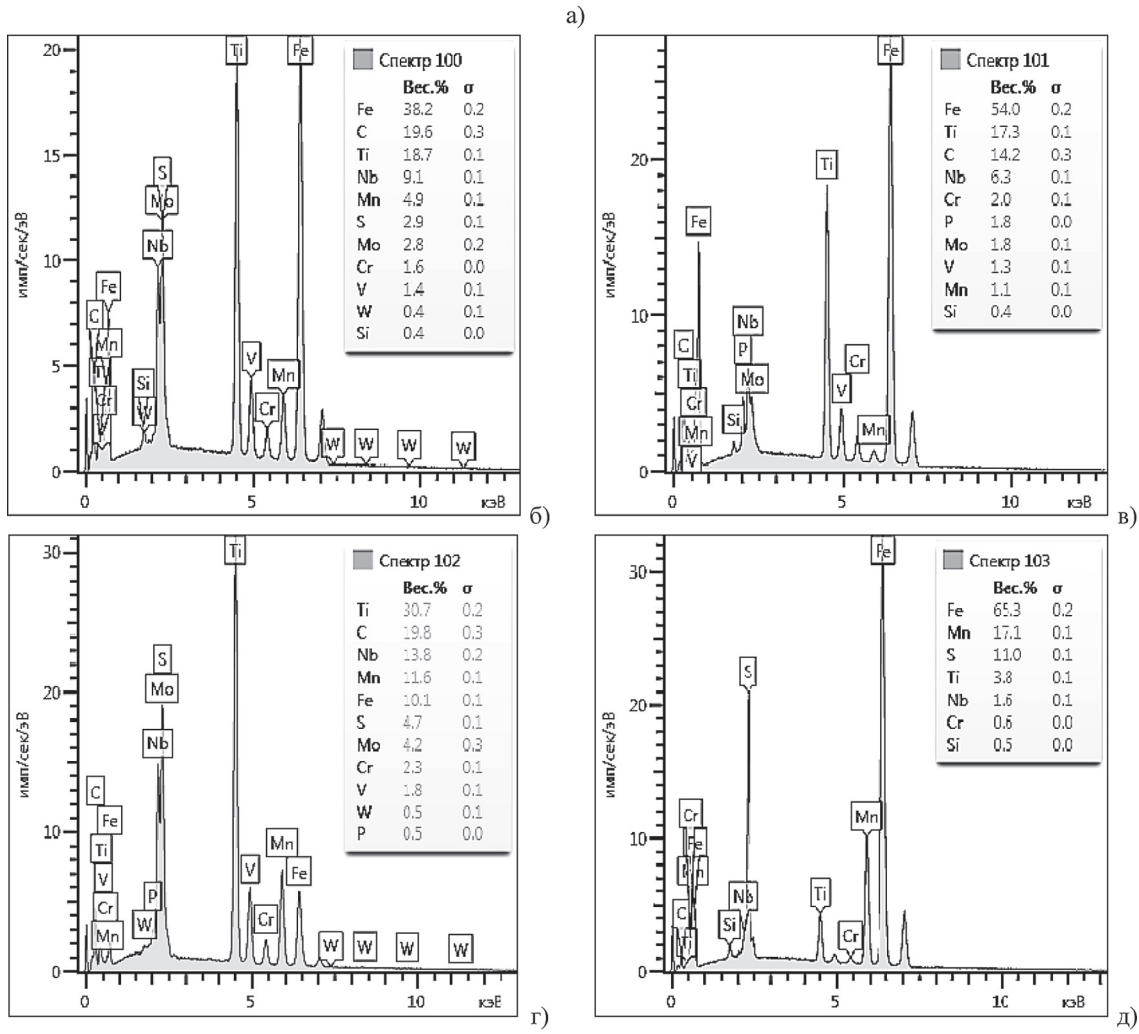 а)
20
15
10
5
0
имп/сек/эВ
Ti
Fe
S
Mo
Nb
Fe
C
Mn
Ti
Cr
Si
W
V
Cr
Mn
W
W
W
W
0
5
10
кэВ
Спектр 100
Вес.% σ
Fe 38.2 0.2
C 19.6 0.3
Ti 18.7 0.1
Nb 9.1 0.1
Mn 4.9 0.1
S 2.9 0.1
Mo 2.8 0.2
Cr 1.6 0.0
V 1.4 0.1
W 0.4 0.1
Si 0.4 0.0
б)
20
10
0
имп/сек/эВ
Fe
Ti
Fe
Nb
C
P
Ti
Mo
Cr
Cr
Si
Mn
V
V
Mn
0
5
10
кэВ
Спектр 101
Вес.% σ
Fe 54.0 0.2
Ti 17.3 0.1
C 14.2 0.3
Nb 6.3 0.1
Cr 2.0 0.1
P 1.8 0.0
Mo 1.8 0.1
V 1.3 0.1
Mn 1.1 0.1
Si 0.4 0.0
в)
30
20
10
0
имп/сек/эВ
Ti
S
Mo
Nb
C
Fe
Ti
V
P
Cr
W
Mn
V
Mn
Fe
Cr
W
W
W
W
0
5
10
кэВ
Спектр 102
Вес.% σ
Ti 30.7 0.2
C 19.8 0.3
Nb 13.8 0.2
Mn 11.6 0.1
Fe 10.1 0.1
S 4.7 0.1
Mo 4.2 0.3
Cr 2.3 0.1
V 1.8 0.1
W 0.5 0.1
P 0.5 0.0
г)
30
20
10
0
имп/сек/эВ
Fe
S
Mn
Cr
Fe
Mn
Nb
C
Si
Ti
Cr
0
5
10
кэВ
Спектр 103
Вес.% σ
Fe 65.3 0.2
Mn 17.1 0.1
S 11.0 0.1
Ti 3.8 0.1
Nb 1.6 0.1
Cr 0.6 0.0
Si 0.5 0.0
д)